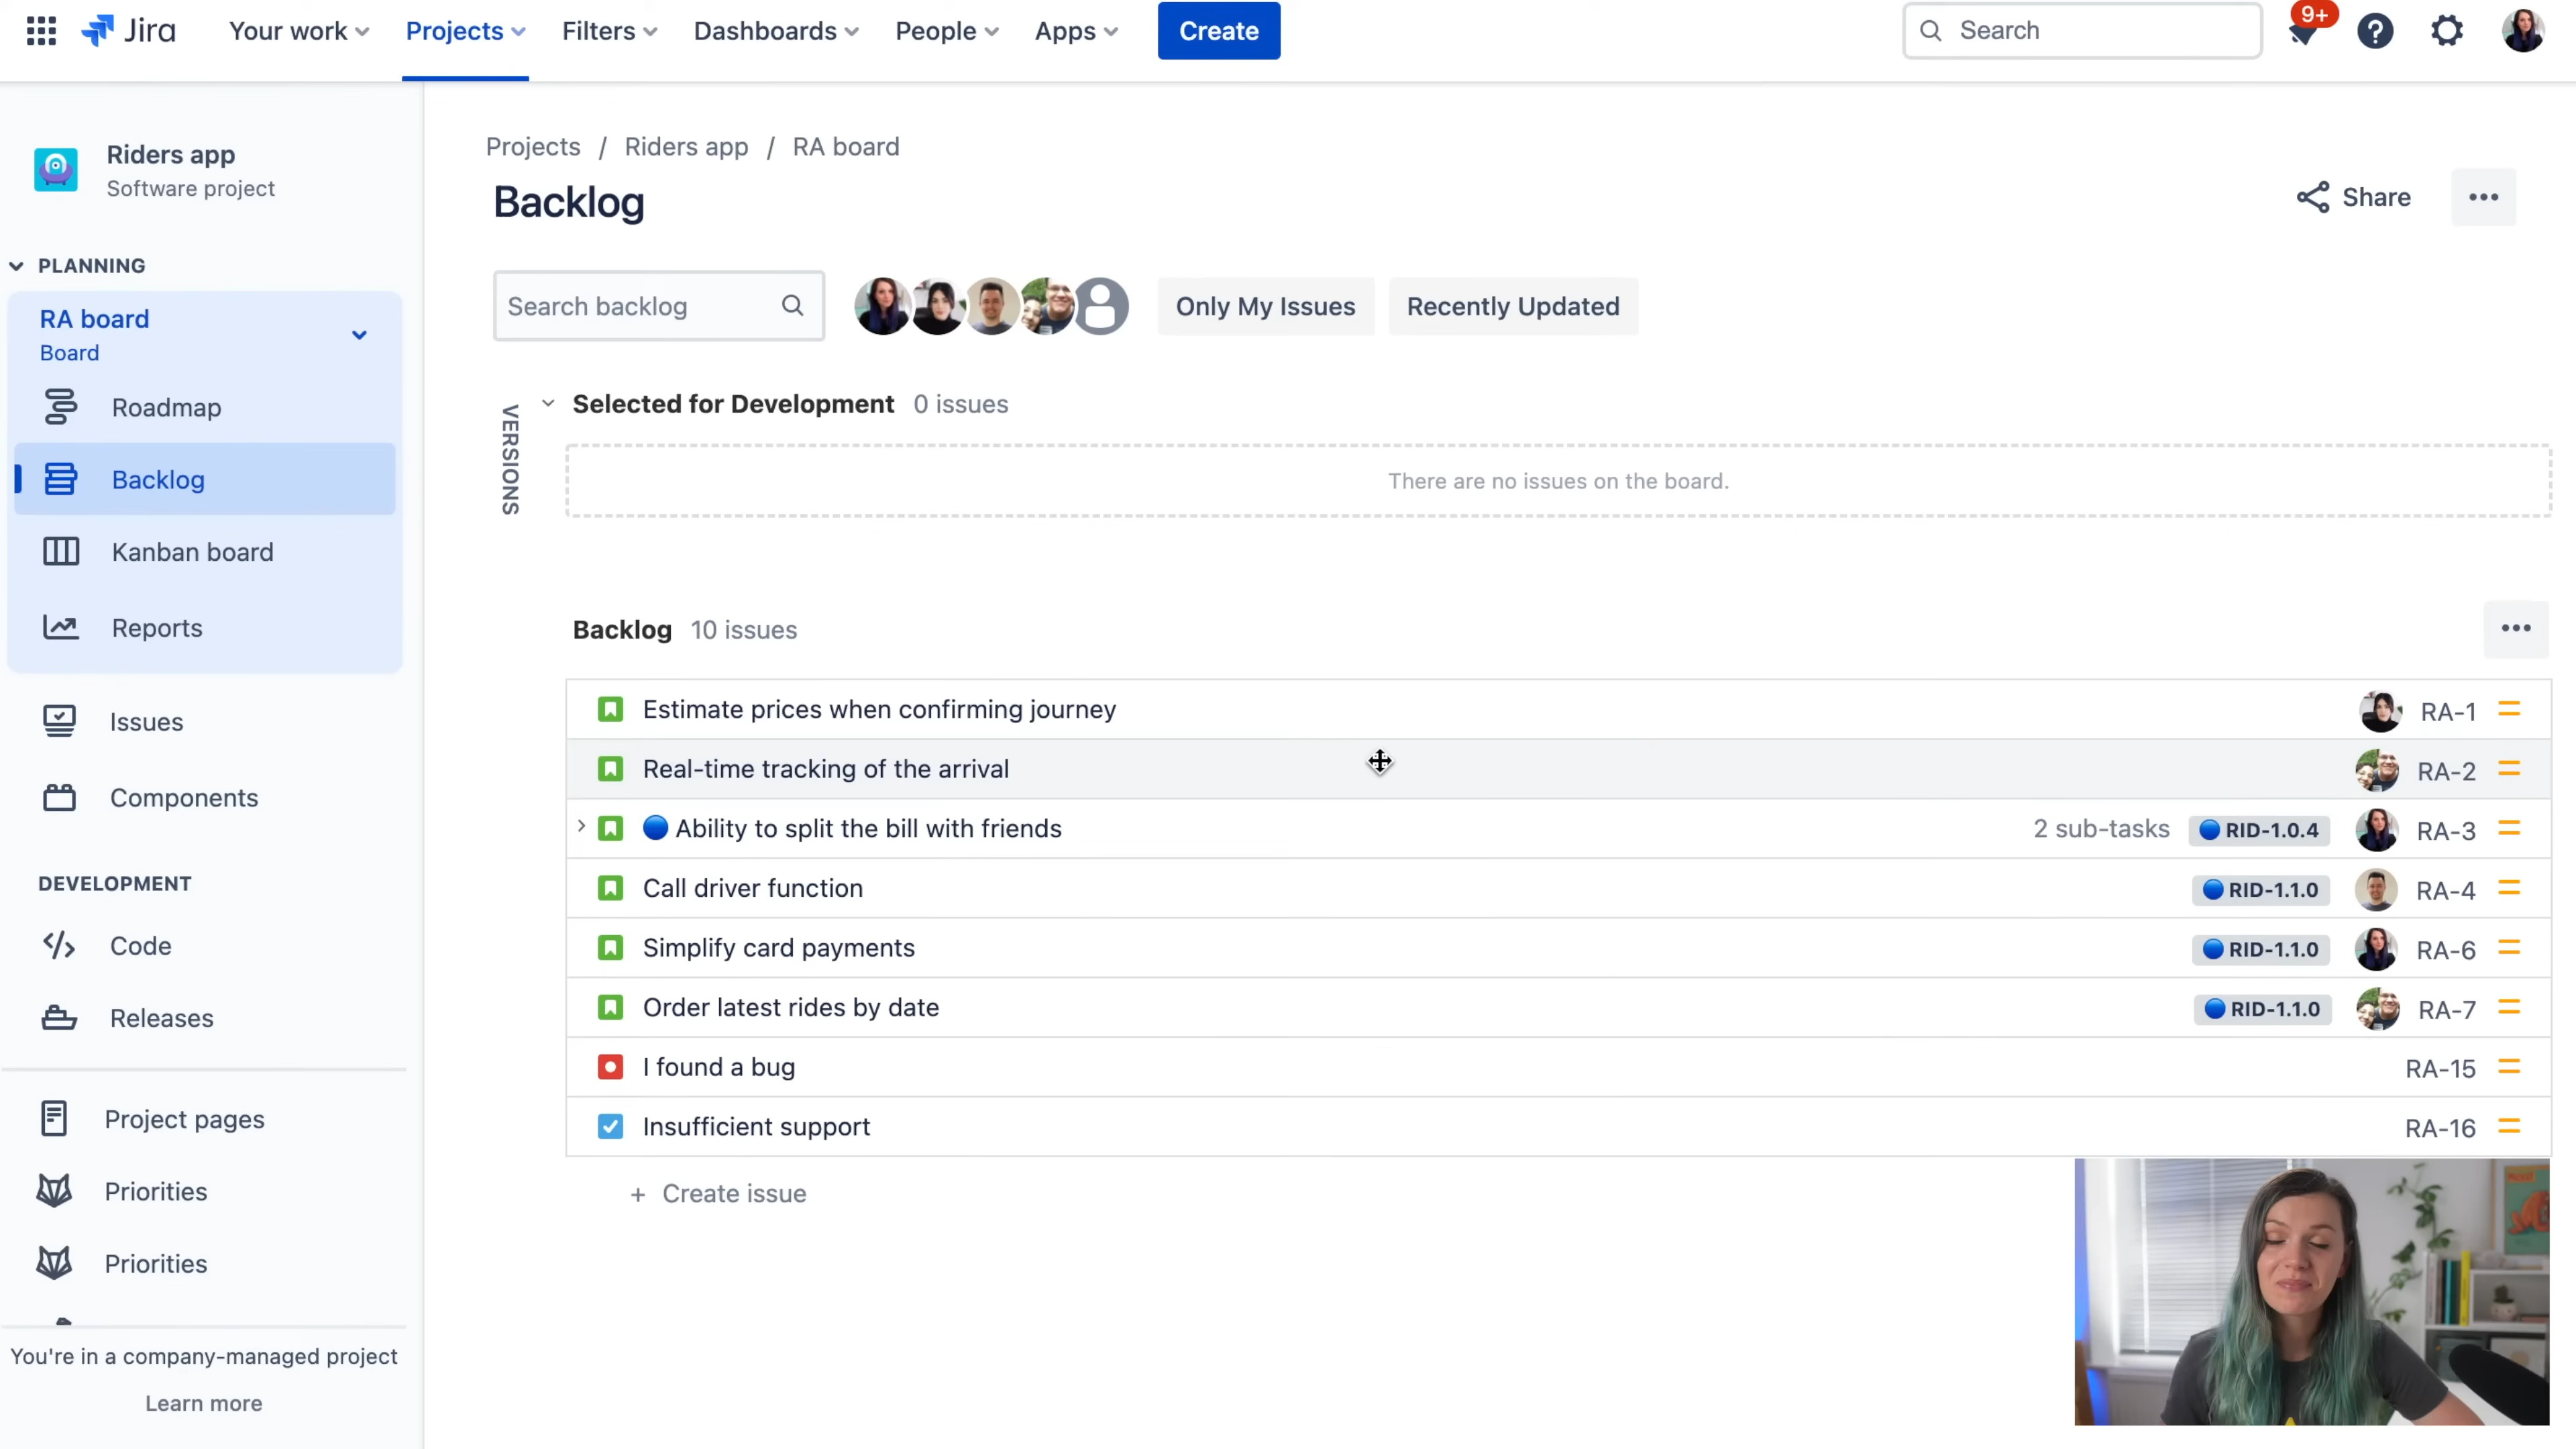 Jira
Your work
Projects
Filters
Dashboards
People
Apps
Create
Search
9+
Riders app
Software project
PLANNING
RA board
Board
Roadmap
Backlog
Kanban board
Reports
Issues
Components
DEVELOPMENT
Code
Releases
Project pages
Priorities
Priorities
You're in a company-managed project
Learn more
Projects / Riders app / RA board
Backlog
Share
Search backlog
Only My Issues
Recently Updated
VERSIONS
Selected for Development 0 issues
There are no issues on the board.
Backlog 10 issues
Estimate prices when confirming journey RA-1
Real-time tracking of the arrival RA-2
Ability to split the bill with friends 2 sub-tasks RID-1.0.4 RA-3
Call driver function RID-1.1.0 RA-4
Simplify card payments RID-1.1.0 RA-6
Order latest rides by date RID-1.1.0 RA-7
I found a bug RA-15
Insufficient support RA-16
+ Create issue